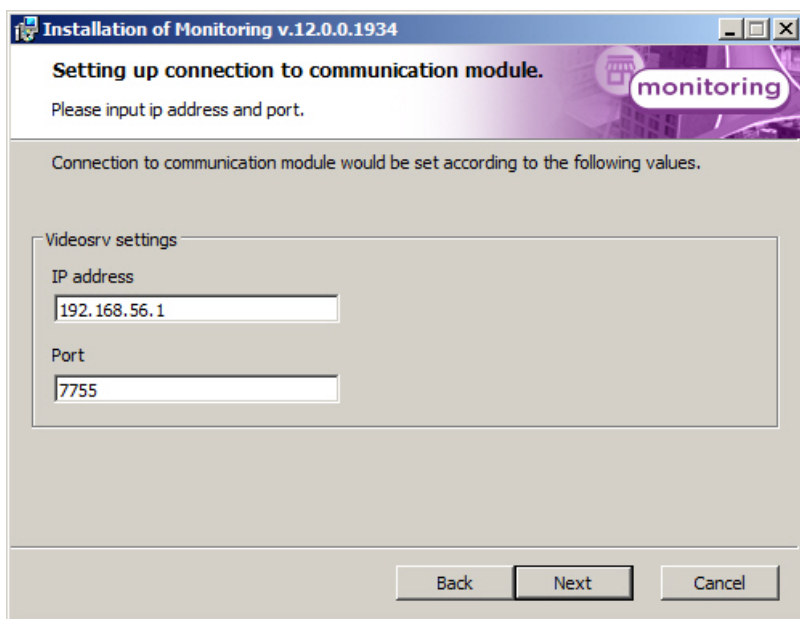 Installation of Monitoring v.12.0.0.1934
Setting up connection to communication module.
monitoring
Please input ip address and port.
Connection to communication module would be set according to the following values.
Videosrv settings
IP address
192.168.56.1
Port
7755
Back Next Cancel